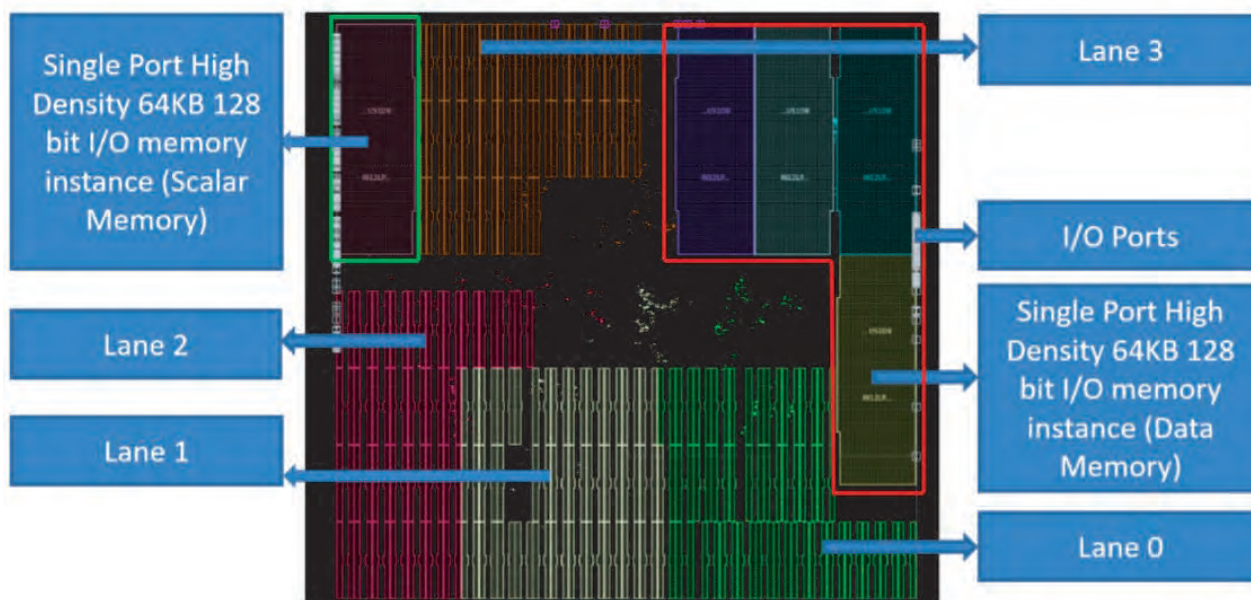 Single Port High
Density 64KB 128
bit I/O memory
instance (Scalar
Memory)
Lane 2
Lane 1
Lane 3
I/O Ports
Single Port High
Density 64KB 128
bit I/O memory
instance (Data
Memory)
Lane 0